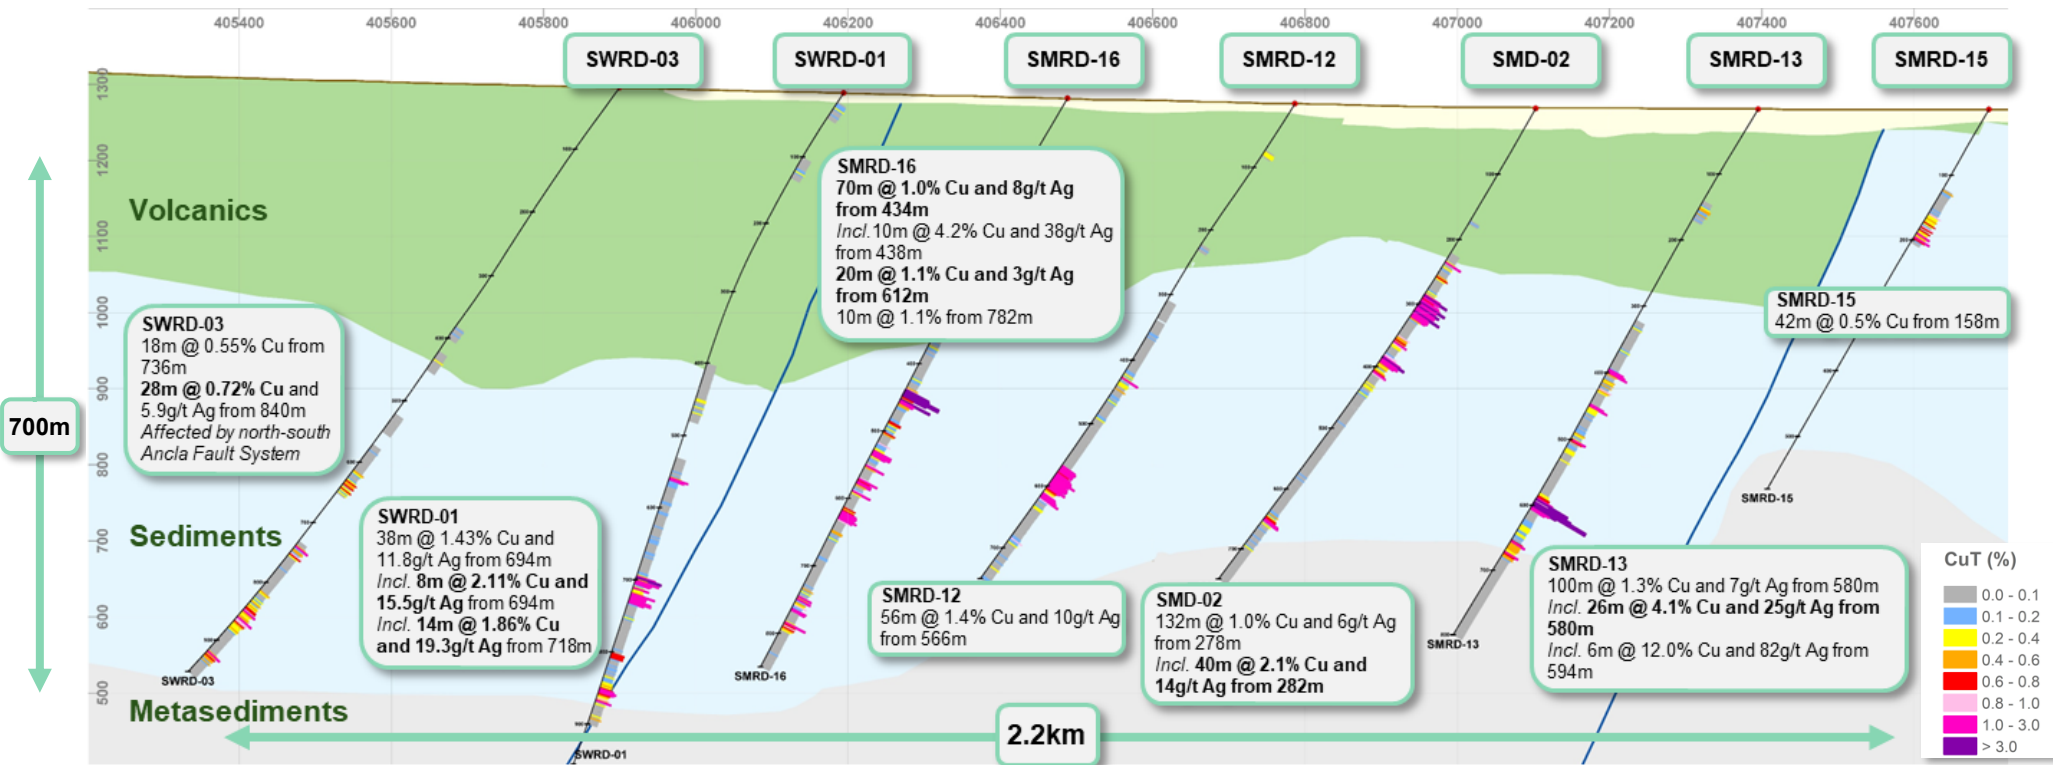 405400 405600 405800 406000 406200 406400 406600 406800 407000 407200 407400 407600
SWRD-03
SWRD-01
SMRD-16
SMRD-12
SMD-02
SMRD-13
SMRD-15
1300
1200
1100
1000
900
800
700
600
500
Volcanics
Sediments
Metasediments
700m
2.2km
SWRD-03
18m @ 0.55% Cu from
736m
28m @ 0.72% Cu and
5.9g/t Ag from 840m
Affected by north-south
Ancla Fault System
SWRD-01
38m @ 1.43% Cu and
11.8g/t Ag from 694m
Incl. 8m @ 2.11% Cu and
15.5g/t Ag from 694m
Incl. 14m @ 1.86% Cu
and 19.3g/t Ag from 718m
SMRD-16
70m @ 1.0% Cu and 8g/t Ag
from 434m
Incl. 10m @ 4.2% Cu and 38g/t Ag
from 438m
20m @ 1.1% Cu and 3g/t Ag
from 612m
10m @ 1.1% from 782m
SMRD-12
56m @ 1.4% Cu and 10g/t Ag
from 566m
SMD-02
132m @ 1.0% Cu and 6g/t Ag
from 278m
Incl. 40m @ 2.1% Cu and
14g/t Ag from 282m
SMRD-13
100m @ 1.3% Cu and 7g/t Ag from 580m
Incl. 26m @ 4.1% Cu and 25g/t Ag from
580m
Incl. 6m @ 12.0% Cu and 82g/t Ag from
594m
SMRD-15
42m @ 0.5% Cu from 158m
SWRD-03
SWRD-01
SMRD-16
SMRD-13
SMRD-15
CuT (%)
0.0 - 0.1
0.1 - 0.2
0.2 - 0.4
0.4 - 0.6
0.6 - 0.8
0.8 - 1.0
1.0 - 3.0
> 3.0